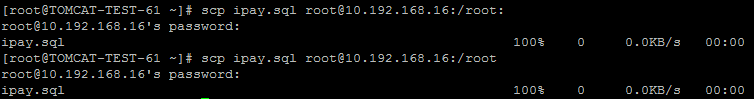 [root@TOMCAT-TEST-61 ~]# scp ipay.sql root@10.192.168.16:/root:
root@10.192.168.16's password:
ipay.sql 100% 0 0.0KB/s 00:00
[root@TOMCAT-TEST-61 ~]# scp ipay.sql root@10.192.168.16:/root
root@10.192.168.16's password:
ipay.sql 100% 0 0.0KB/s 00:00